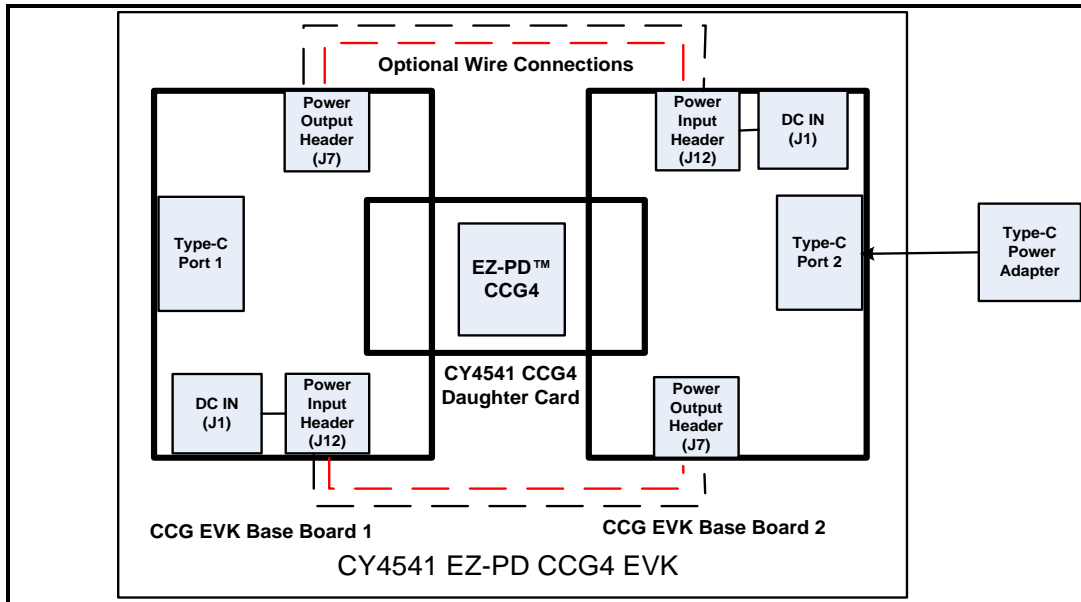 Optional Wire Connections
Power
Output
Header
(J7)
Power
Input
Header
(J12)
DC IN
(J1)
Type-C
Port 1
EZ-PD™
CCG4
Type-C
Port 2
Type-C
Power
Adapter
CY4541 CCG4
Daughter Card
DC IN
(J1)
Power
Input
Header
(J12)
Power
Output
Header
(J7)
CCG EVK Base Board 1
CCG EVK Base Board 2
CY4541 EZ-PD CCG4 EVK